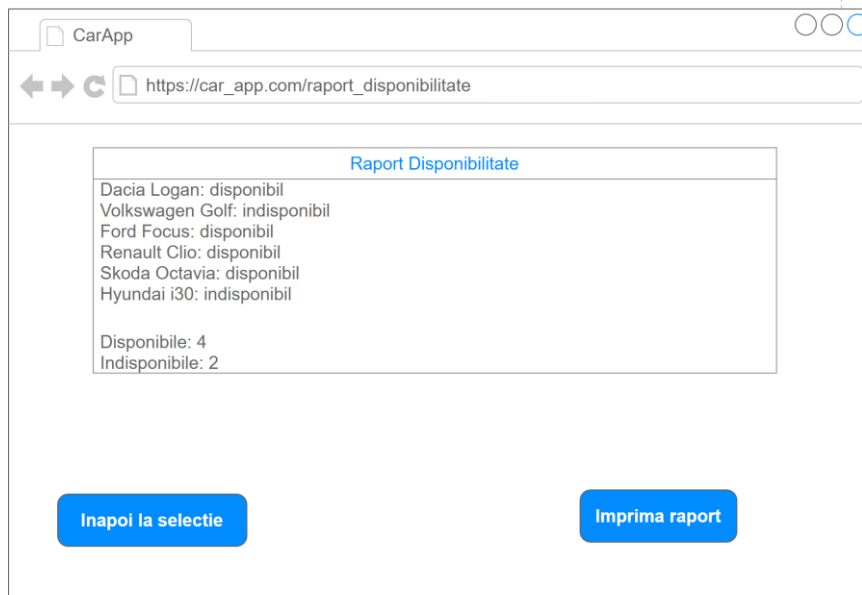 CarApp
https://car_app.com/raport_disponibilitate
Raport Disponibilitate
Dacia Logan: disponibil
Volkswagen Golf: indisponibil
Ford Focus: disponibil
Renault Clio: disponibil
Skoda Octavia: disponibil
Hyundai i30: indisponibil
Disponibile: 4
Indisponibile: 2
Inapoi la selectie
Imprima raport